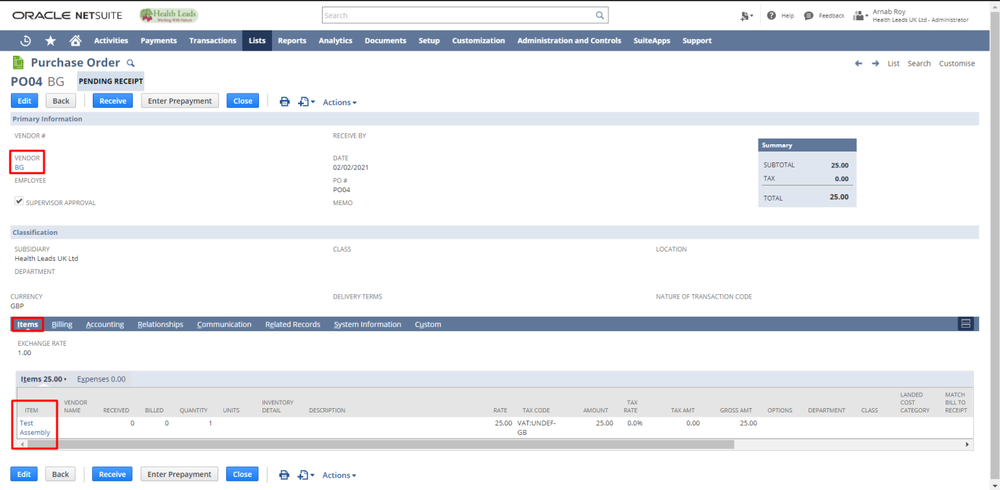 ORACLE NETSUITE
Health Leads
Working With Nature
Search
Help
Feedback
Arnab Roy
Health Leads UK Ltd - Administrator
Activities Payments Transactions Lists Reports Analytics Documents Setup Customization Administration and Controls SuiteApps Support
Purchase Order
List Search Customise
PO04 BG PENDING RECEIPT
Edit Back Receive Enter Prepayment Close Actions
Primary Information
VENDOR #
VENDOR
BG
EMPLOYEE
SUPERVISOR APPROVAL
RECEIVE BY
DATE
02/02/2021
PO #
PO04
MEMO
Summary
SUBTOTAL 25.00
TAX 0.00
TOTAL 25.00
Classification
SUBSIDIARY
Health Leads UK Ltd
DEPARTMENT
CLASS
LOCATION
CURRENCY
GBP
DELIVERY TERMS
NATURE OF TRANSACTION CODE
Items Billing Accounting Relationships Communication Related Records System Information Custom
EXCHANGE RATE
1.00
Items 25.00 • Expenses 0.00
ITEM VENDOR NAME RECEIVED BILLED QUANTITY UNITS INVENTORY DETAIL DESCRIPTION RATE TAX CODE AMOUNT TAX RATE TAX AMT GROSS AMT OPTIONS DEPARTMENT CLASS LANDED COST CATEGORY MATCH BILL TO RECEIPT
Test Assembly 0 0 1 25.00 VAT:UNDEF-GB 25.00 0.0% 0.00 25.00
Edit Back Receive Enter Prepayment Close Actions